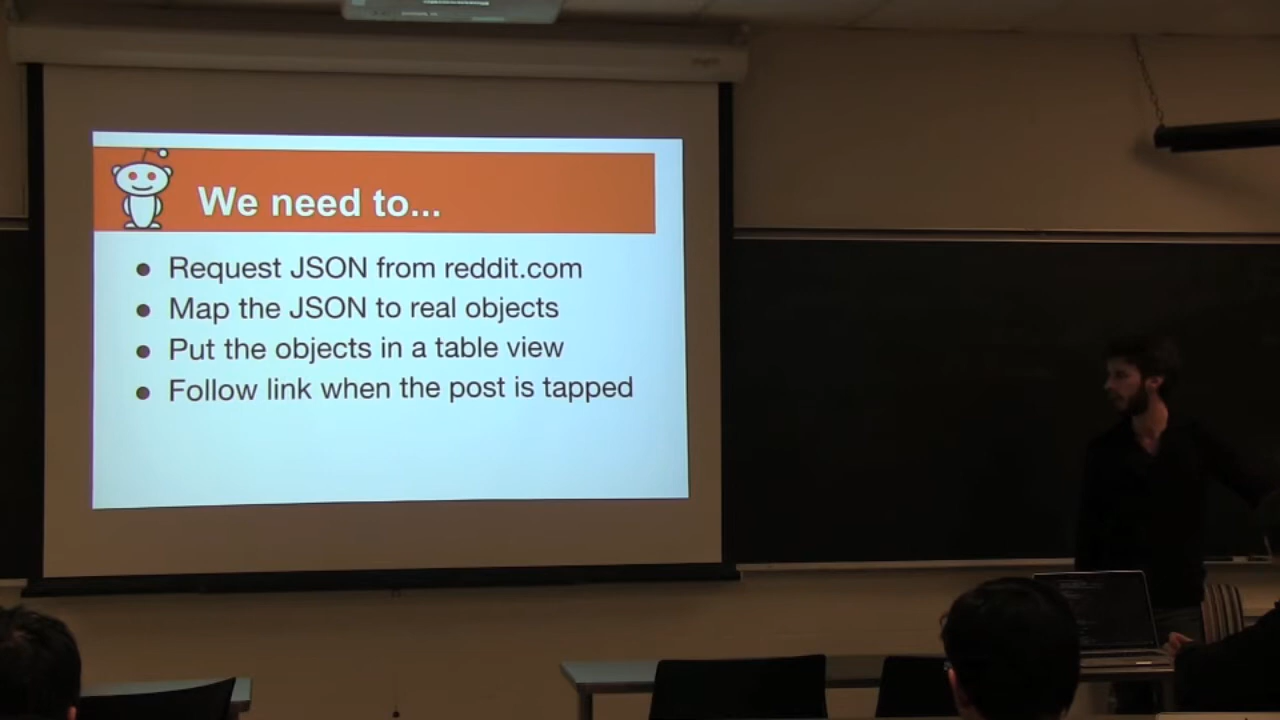 We need to...
● Request JSON from reddit.com
● Map the JSON to real objects
● Put the objects in a table view
● Follow link when the post is tapped